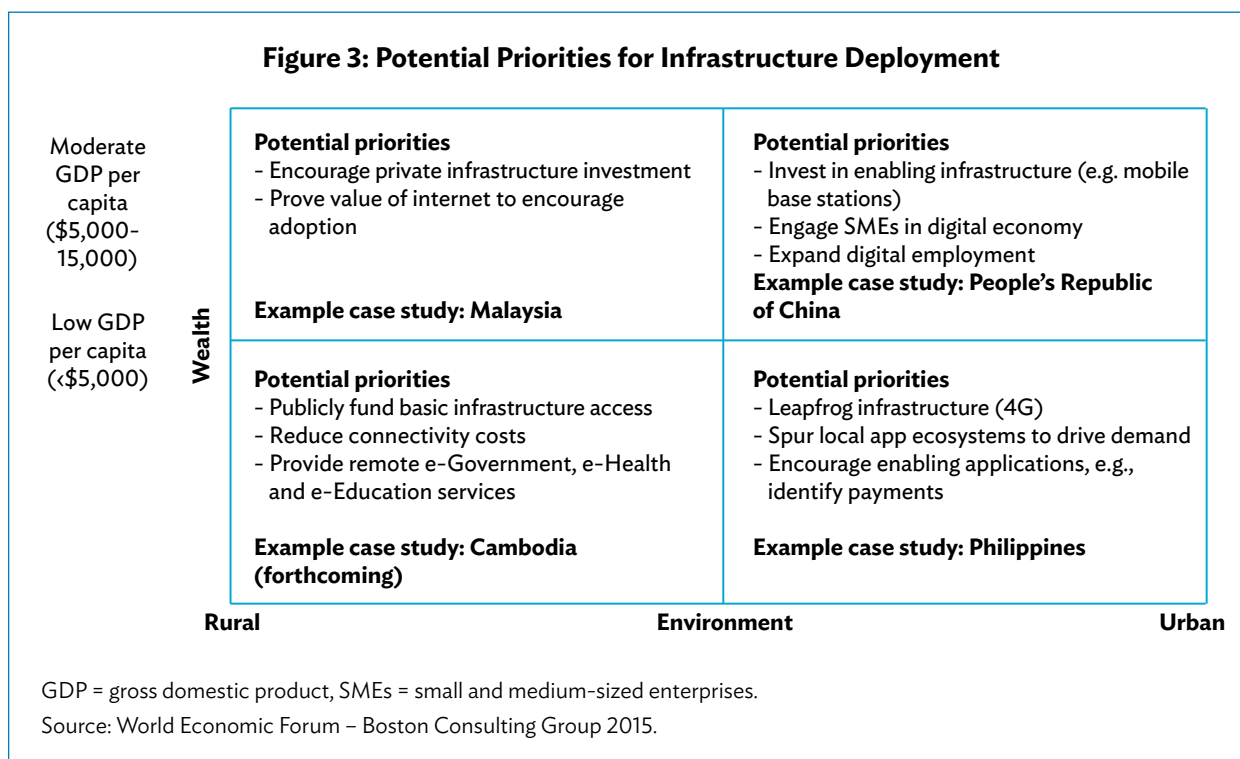 Figure 3: Potential Priorities for Infrastructure Deployment
Moderate
GDP per
capita
($5,000–
15,000)
Low GDP
per capita
(<$5,000)
Wealth
Potential priorities
- Encourage private infrastructure investment
- Prove value of internet to encourage
adoption
Example case study: Malaysia
Potential priorities
- Invest in enabling infrastructure (e.g. mobile
base stations)
- Engage SMEs in digital economy
- Expand digital employment
Example case study: People’s Republic
of China
Potential priorities
- Publicly fund basic infrastructure access
- Reduce connectivity costs
- Provide remote e-Government, e-Health
and e-Education services
Example case study: Cambodia
(forthcoming)
Potential priorities
- Leapfrog infrastructure (4G)
- Spur local app ecosystems to drive demand
- Encourage enabling applications, e.g.,
identify payments
Example case study: Philippines
Rural
Environment
Urban
GDP = gross domestic product, SMEs = small and medium-sized enterprises.
Source: World Economic Forum – Boston Consulting Group 2015.